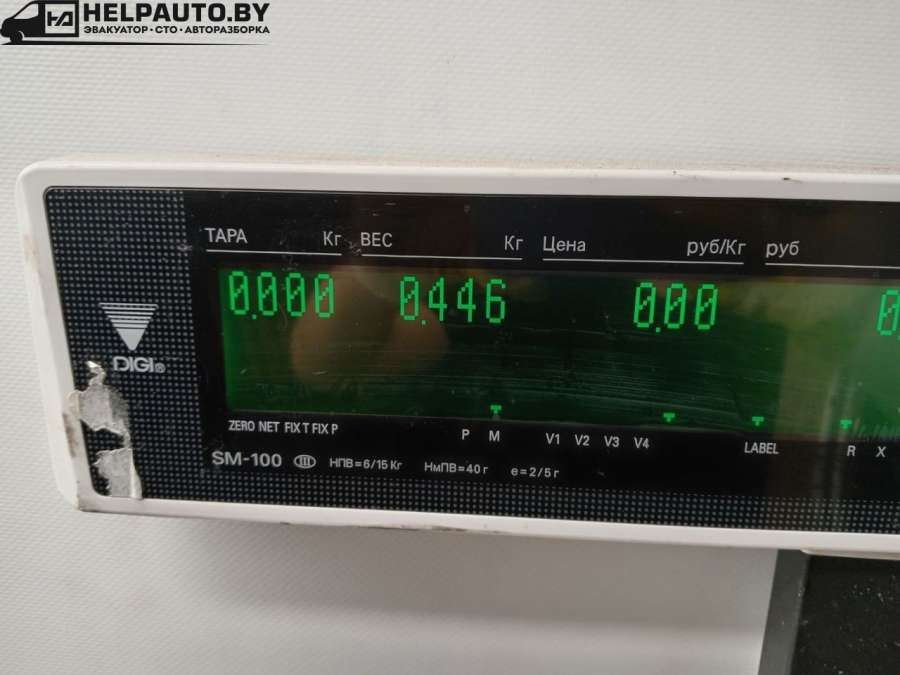 HELPAUTO.BY
ЭВАКУАТОР·СТО·АВТОРАЗБОРКА
ТАРА Кг ВЕС Кг Цена руб/Кг руб
0.000 0.446 0.00 0.
DIGI®
ZERO NET FIX T FIX P P M V1 V2 V3 V4 LABEL R X
SM-100 III НПВ=6/15 Кг НмПВ=40 г e=2/5 г